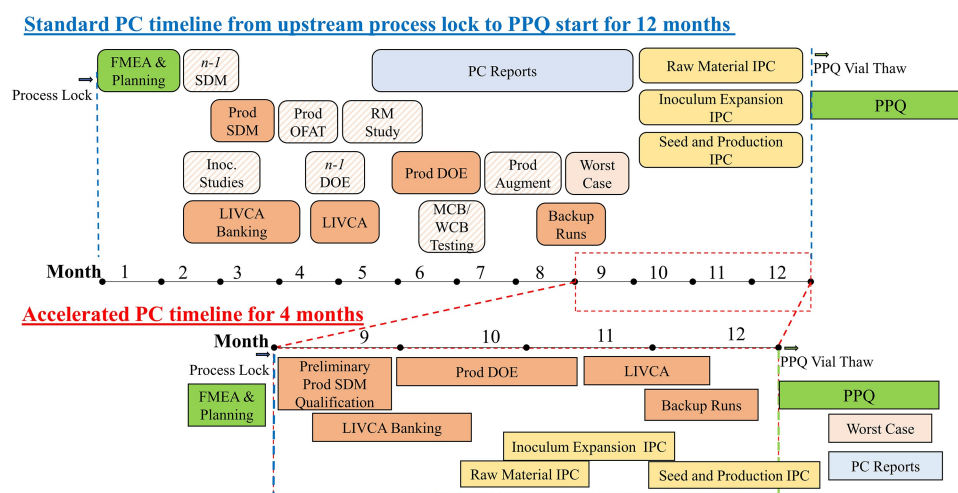 Standard PC timeline from upstream process lock to PPQ start for 12 months
Process Lock
FMEA &
Planning
n-1
SDM
PC Reports
Raw Material IPC
PPQ Vial Thaw
Prod
SDM
Prod
OFAT
RM
Study
Inoculum Expansion
IPC
PPQ
Seed and Production
IPC
Inoc.
Studies
n-1
DOE
Prod DOE
Prod
Augment
Worst
Case
LIVCA
Banking
LIVCA
MCB/
WCB
Testing
Backup
Runs
Month 1 2 3 4 5 6 7 8 9 10 11 12
Accelerated PC timeline for 4 months
Month 9 10 11 12
Process Lock
PPQ Vial Thaw
FMEA &
Planning
Preliminary
Prod SDM
Qualification
Prod DOE
LIVCA
PPQ
Backup Runs
LIVCA Banking
Worst Case
Inoculum Expansion IPC
Raw Material IPC
Seed and Production IPC
PC Reports